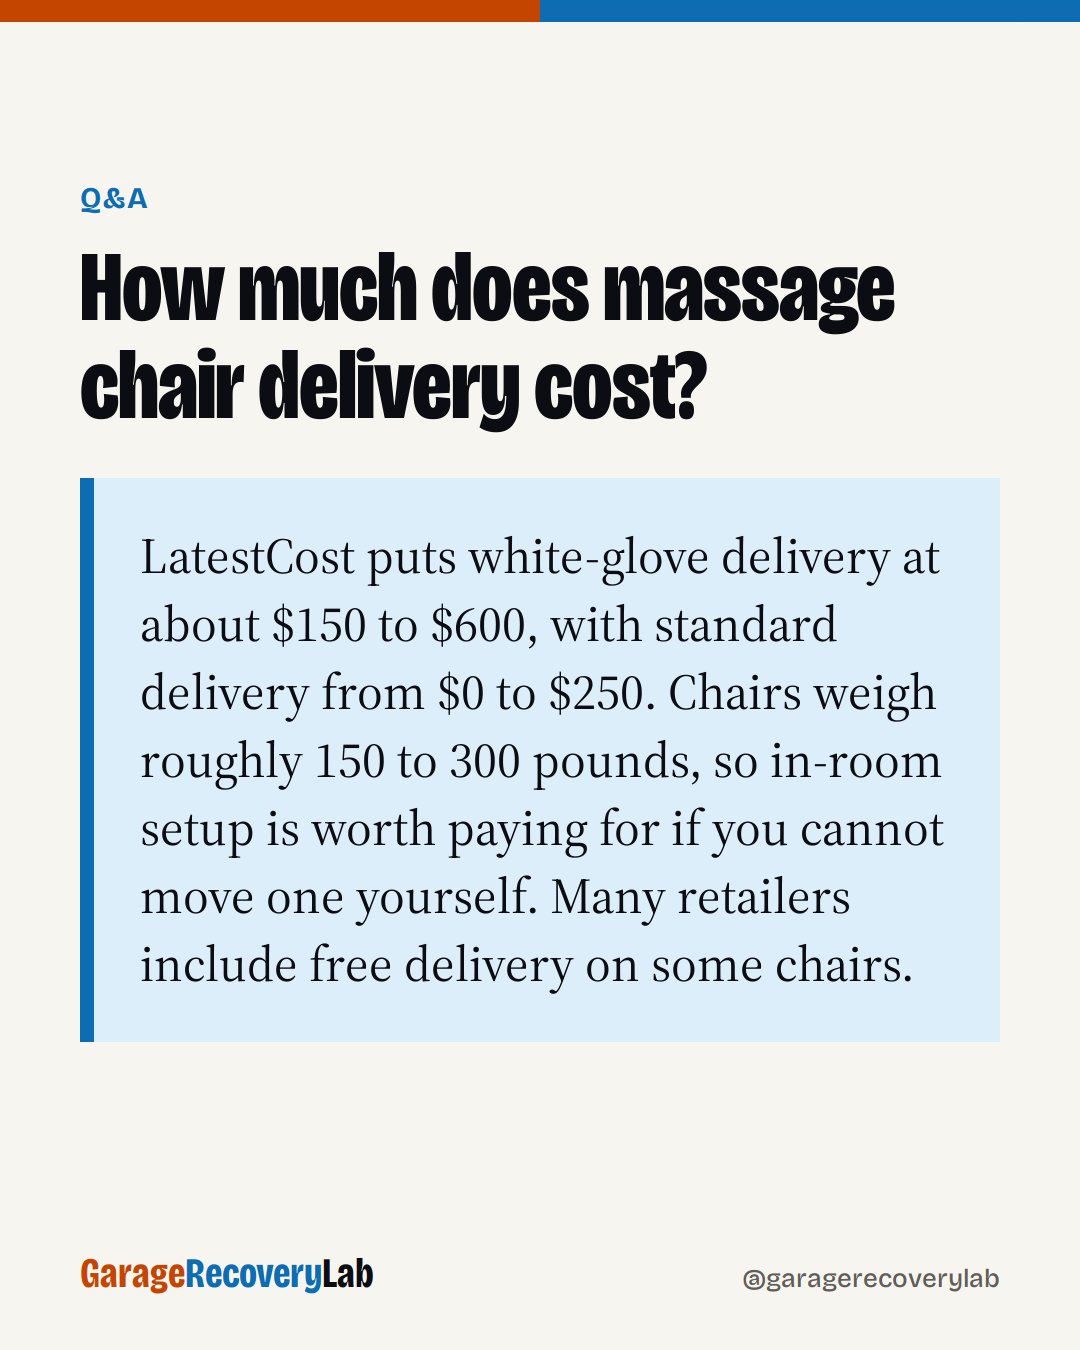 Q&A
How much does massage
chair delivery cost?
LatestCost puts white-glove delivery at
about $150 to $600, with standard
delivery from $0 to $250. Chairs weigh
roughly 150 to 300 pounds, so in-room
setup is worth paying for if you cannot
move one yourself. Many retailers
include free delivery on some chairs.
GarageRecoveryLab
@garagerecoverylab